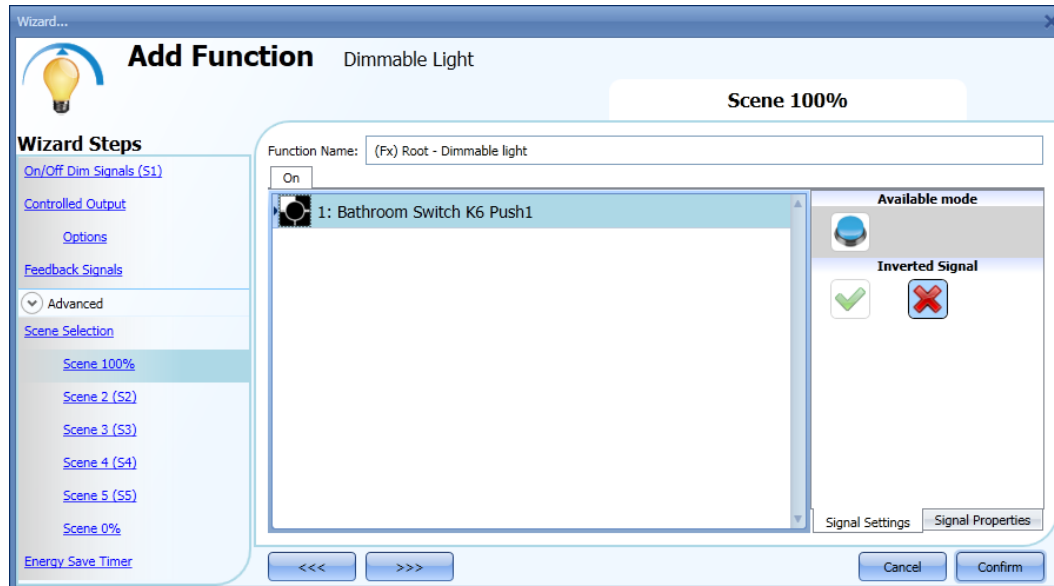 Wizard...
Add Function Dimmable Light
Scene 100%
Wizard Steps
On/Off Dim Signals (S1)
Controlled Output
Options
Feedback Signals
Advanced
Scene Selection
Scene 100%
Scene 2 (S2)
Scene 3 (S3)
Scene 4 (S4)
Scene 5 (S5)
Scene 0%
Energy Save Timer
Function Name: (Fx) Root - Dimmable light
On
1: Bathroom Switch K6 Push1
Available mode
Inverted Signal
Signal Settings Signal Properties
<<< >>> Cancel Confirm